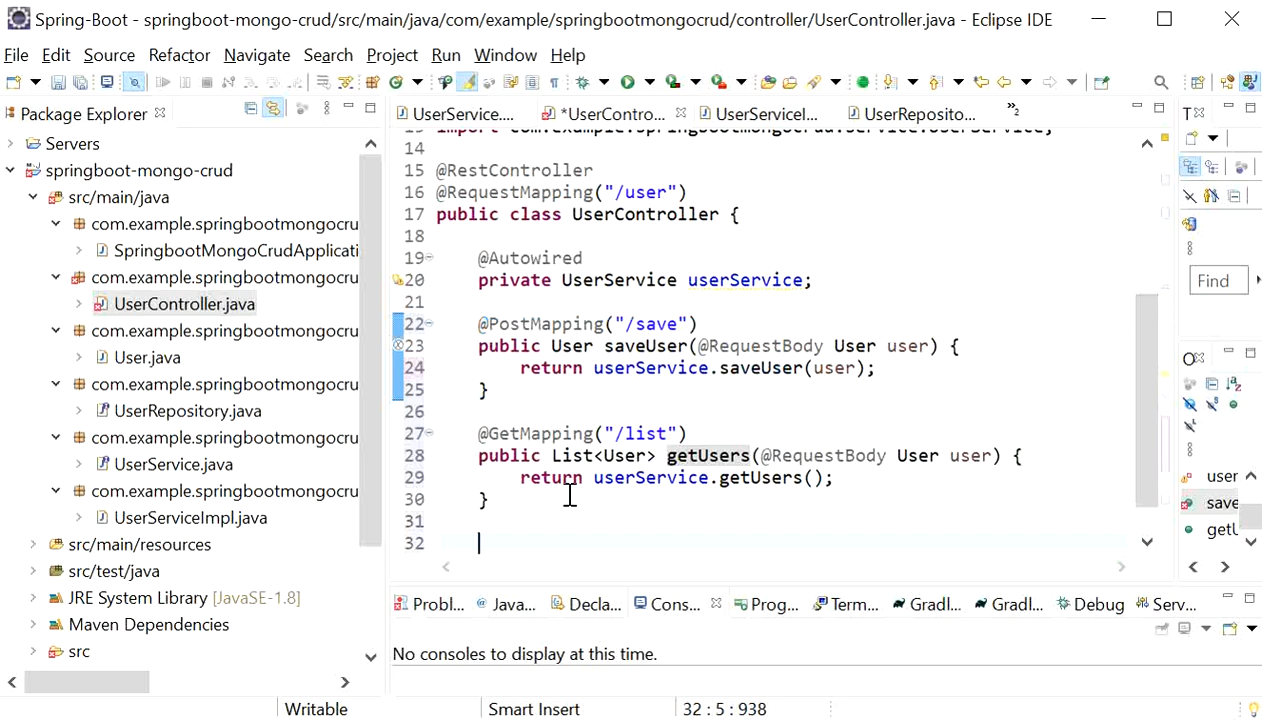 Spring-Boot - springboot-mongo-crud/src/main/java/com/example/springbootmongocrud/controller/UserController.java - Eclipse IDE
File Edit Source Refactor Navigate Search Project Run Window Help
Package Explorer
Servers
springboot-mongo-crud
src/main/java
com.example.springbootmongocru
SpringbootMongoCrudApplicati
com.example.springbootmongocru
UserController.java
com.example.springbootmongocru
User.java
com.example.springbootmongocru
UserRepository.java
com.example.springbootmongocru
UserService.java
com.example.springbootmongocru
UserServiceImpl.java
src/main/resources
src/test/java
JRE System Library [JavaSE-1.8]
Maven Dependencies
src
UserService.... *UserContro... UserServiceI... UserReposito... »2
14
15 @RestController
16 @RequestMapping("/user")
17 public class UserController {
18
19 @Autowired
20 private UserService userService;
21
22 @PostMapping("/save")
23 public User saveUser(@RequestBody User user) {
24 return userService.saveUser(user);
25 }
26
27 @GetMapping("/list")
28 public List<User> getUsers(@RequestBody User user) {
29 return userService.getUsers();
30 }
31
32
Find
user
save
getU
Probl... Java... Decla... Cons... Prog... Term... Gradl... Gradl... Debug Serv...
No consoles to display at this time.
Writable Smart Insert 32 : 5 : 938